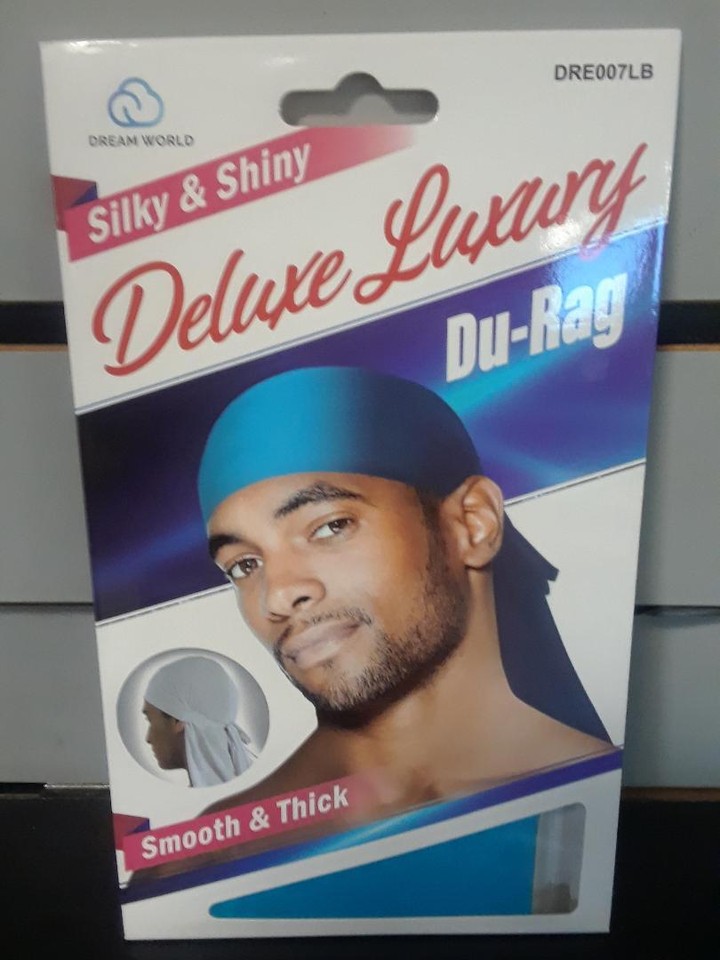 DRE007LB
DREAM WORLD
Silky & Shiny
Deluxe Luxury
Du-Rag
Smooth & Thick